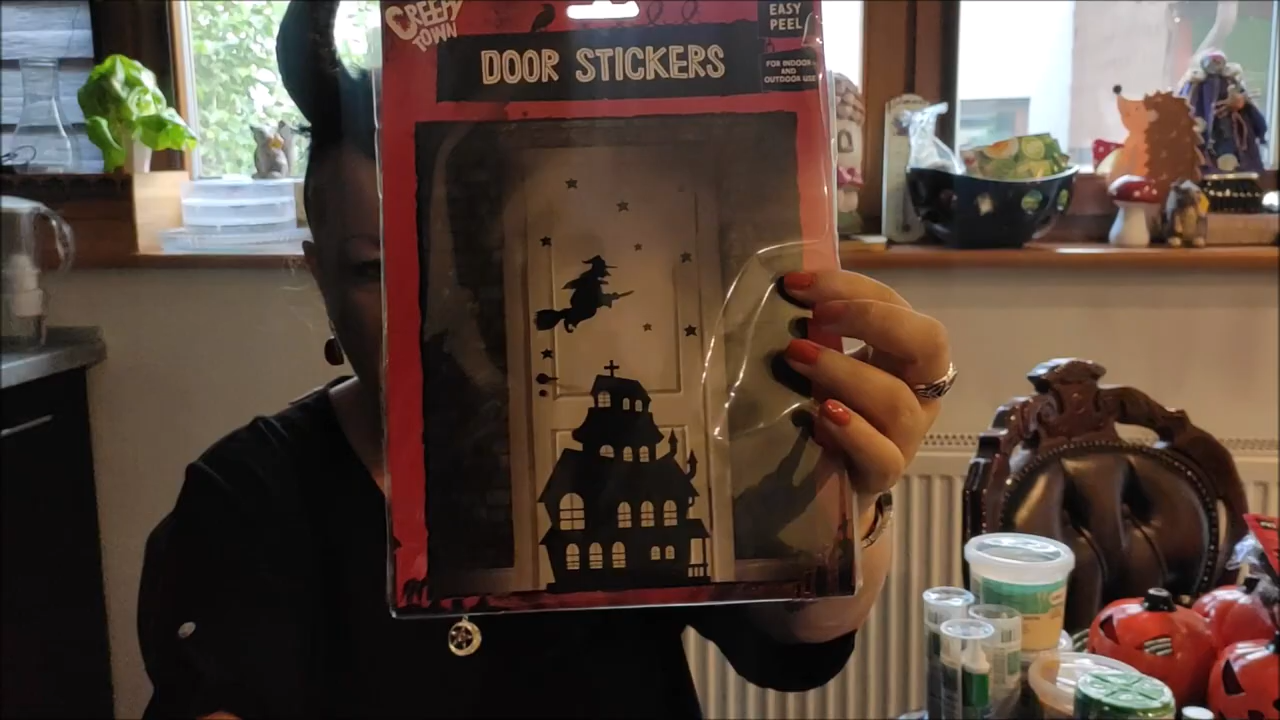 CREEPY
TOWN
DOOR STICKERS
EASY
PEEL
FOR INDOOR
AND
OUTDOOR USE